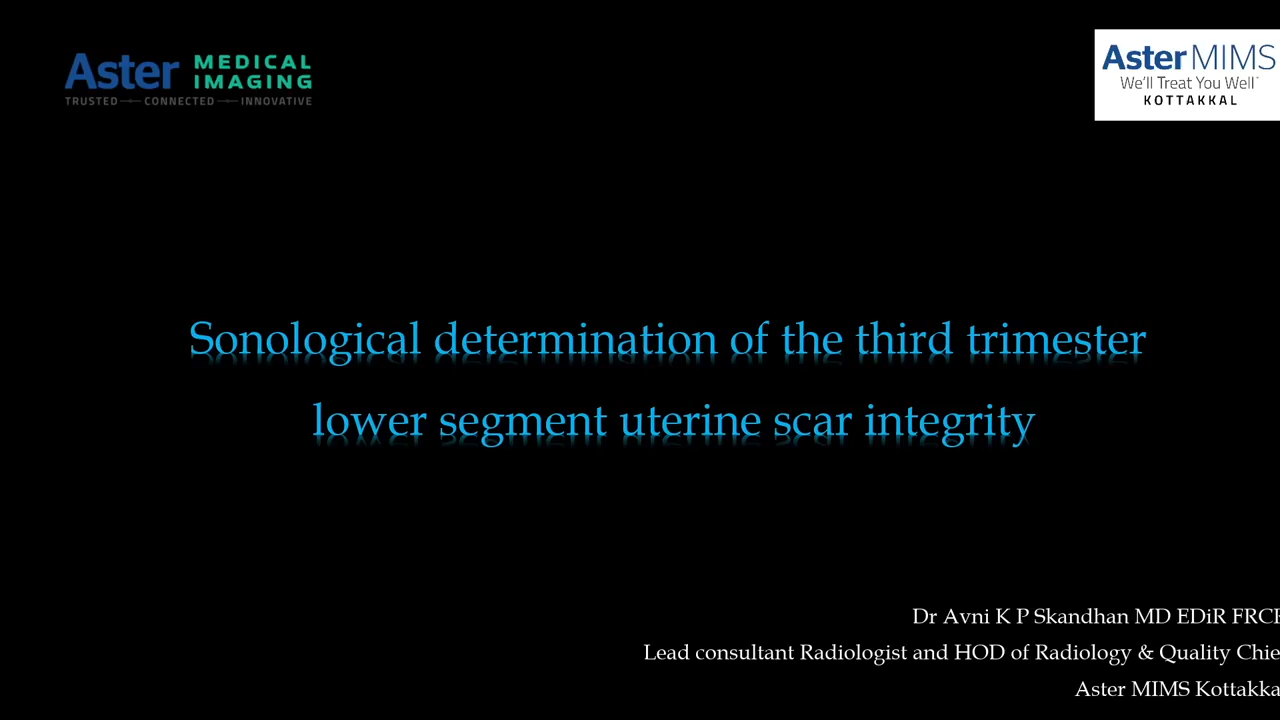 Aster MEDICAL IMAGING
TRUSTED CONNECTED INNOVATIVE
Aster MIMS
We'll Treat You Well
KOTTAKKAL
Sonological determination of the third trimester
lower segment uterine scar integrity
Dr Avni K P Skandhan MD EDiR
Lead consultant Radiologist and HOD of Radiology & Quality
Aster MIMS